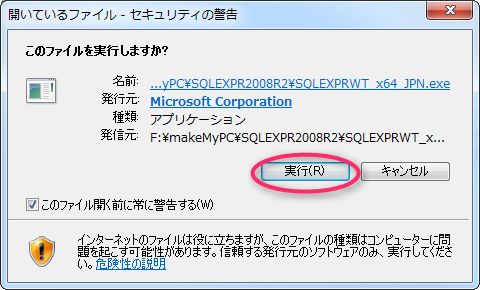 開いているファイル - セキュリティの警告
このファイルを実行しますか?
名前: ...yPC¥SQLEXPR2008R2¥SQLEXPRWT_x64_JPN.exe
発行元: Microsoft Corporation
種類: アプリケーション
発信元: F:¥makeMyPC¥SQLEXPR2008R2¥SQLEXPRWT_x...
実行(R) キャンセル
このファイル開く前に常に警告する(W)
インターネットのファイルは役に立ちますが、このファイルの種類はコンピューターに問
題を起こす可能性があります。信頼する発行元のソフトウェアのみ、実行してくださ
い。危険性の説明